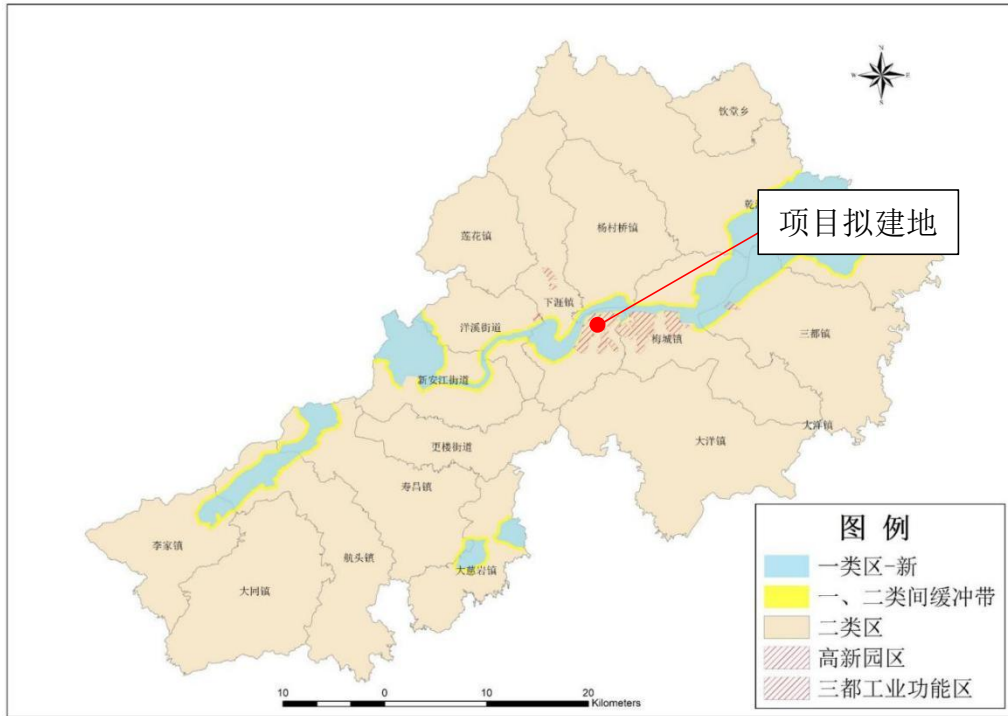 N
W
E
S
钦堂乡
乾
项目拟建地
杨村桥镇
莲花镇
下涯镇
洋溪街道
梅城镇
三都镇
新安江街道
大洋镇
大洋镇
更楼街道
寿昌镇
李家镇
航头镇
大慈岩镇
大同镇
图 例
一类区-新
一、二类间缓冲带
二类区
高新园区
三都工业功能区
10 0 10 20
Kilometers